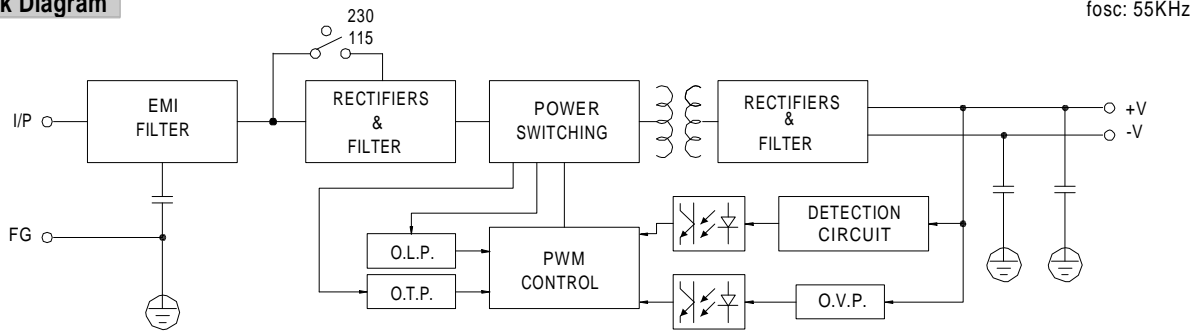 k Diagram
fosc: 55KHz
230
115
I/P
EMI
FILTER
RECTIFIERS
&
FILTER
POWER
SWITCHING
RECTIFIERS
&
FILTER
+V
-V
FG
O.L.P.
O.T.P.
PWM
CONTROL
DETECTION
CIRCUIT
O.V.P.